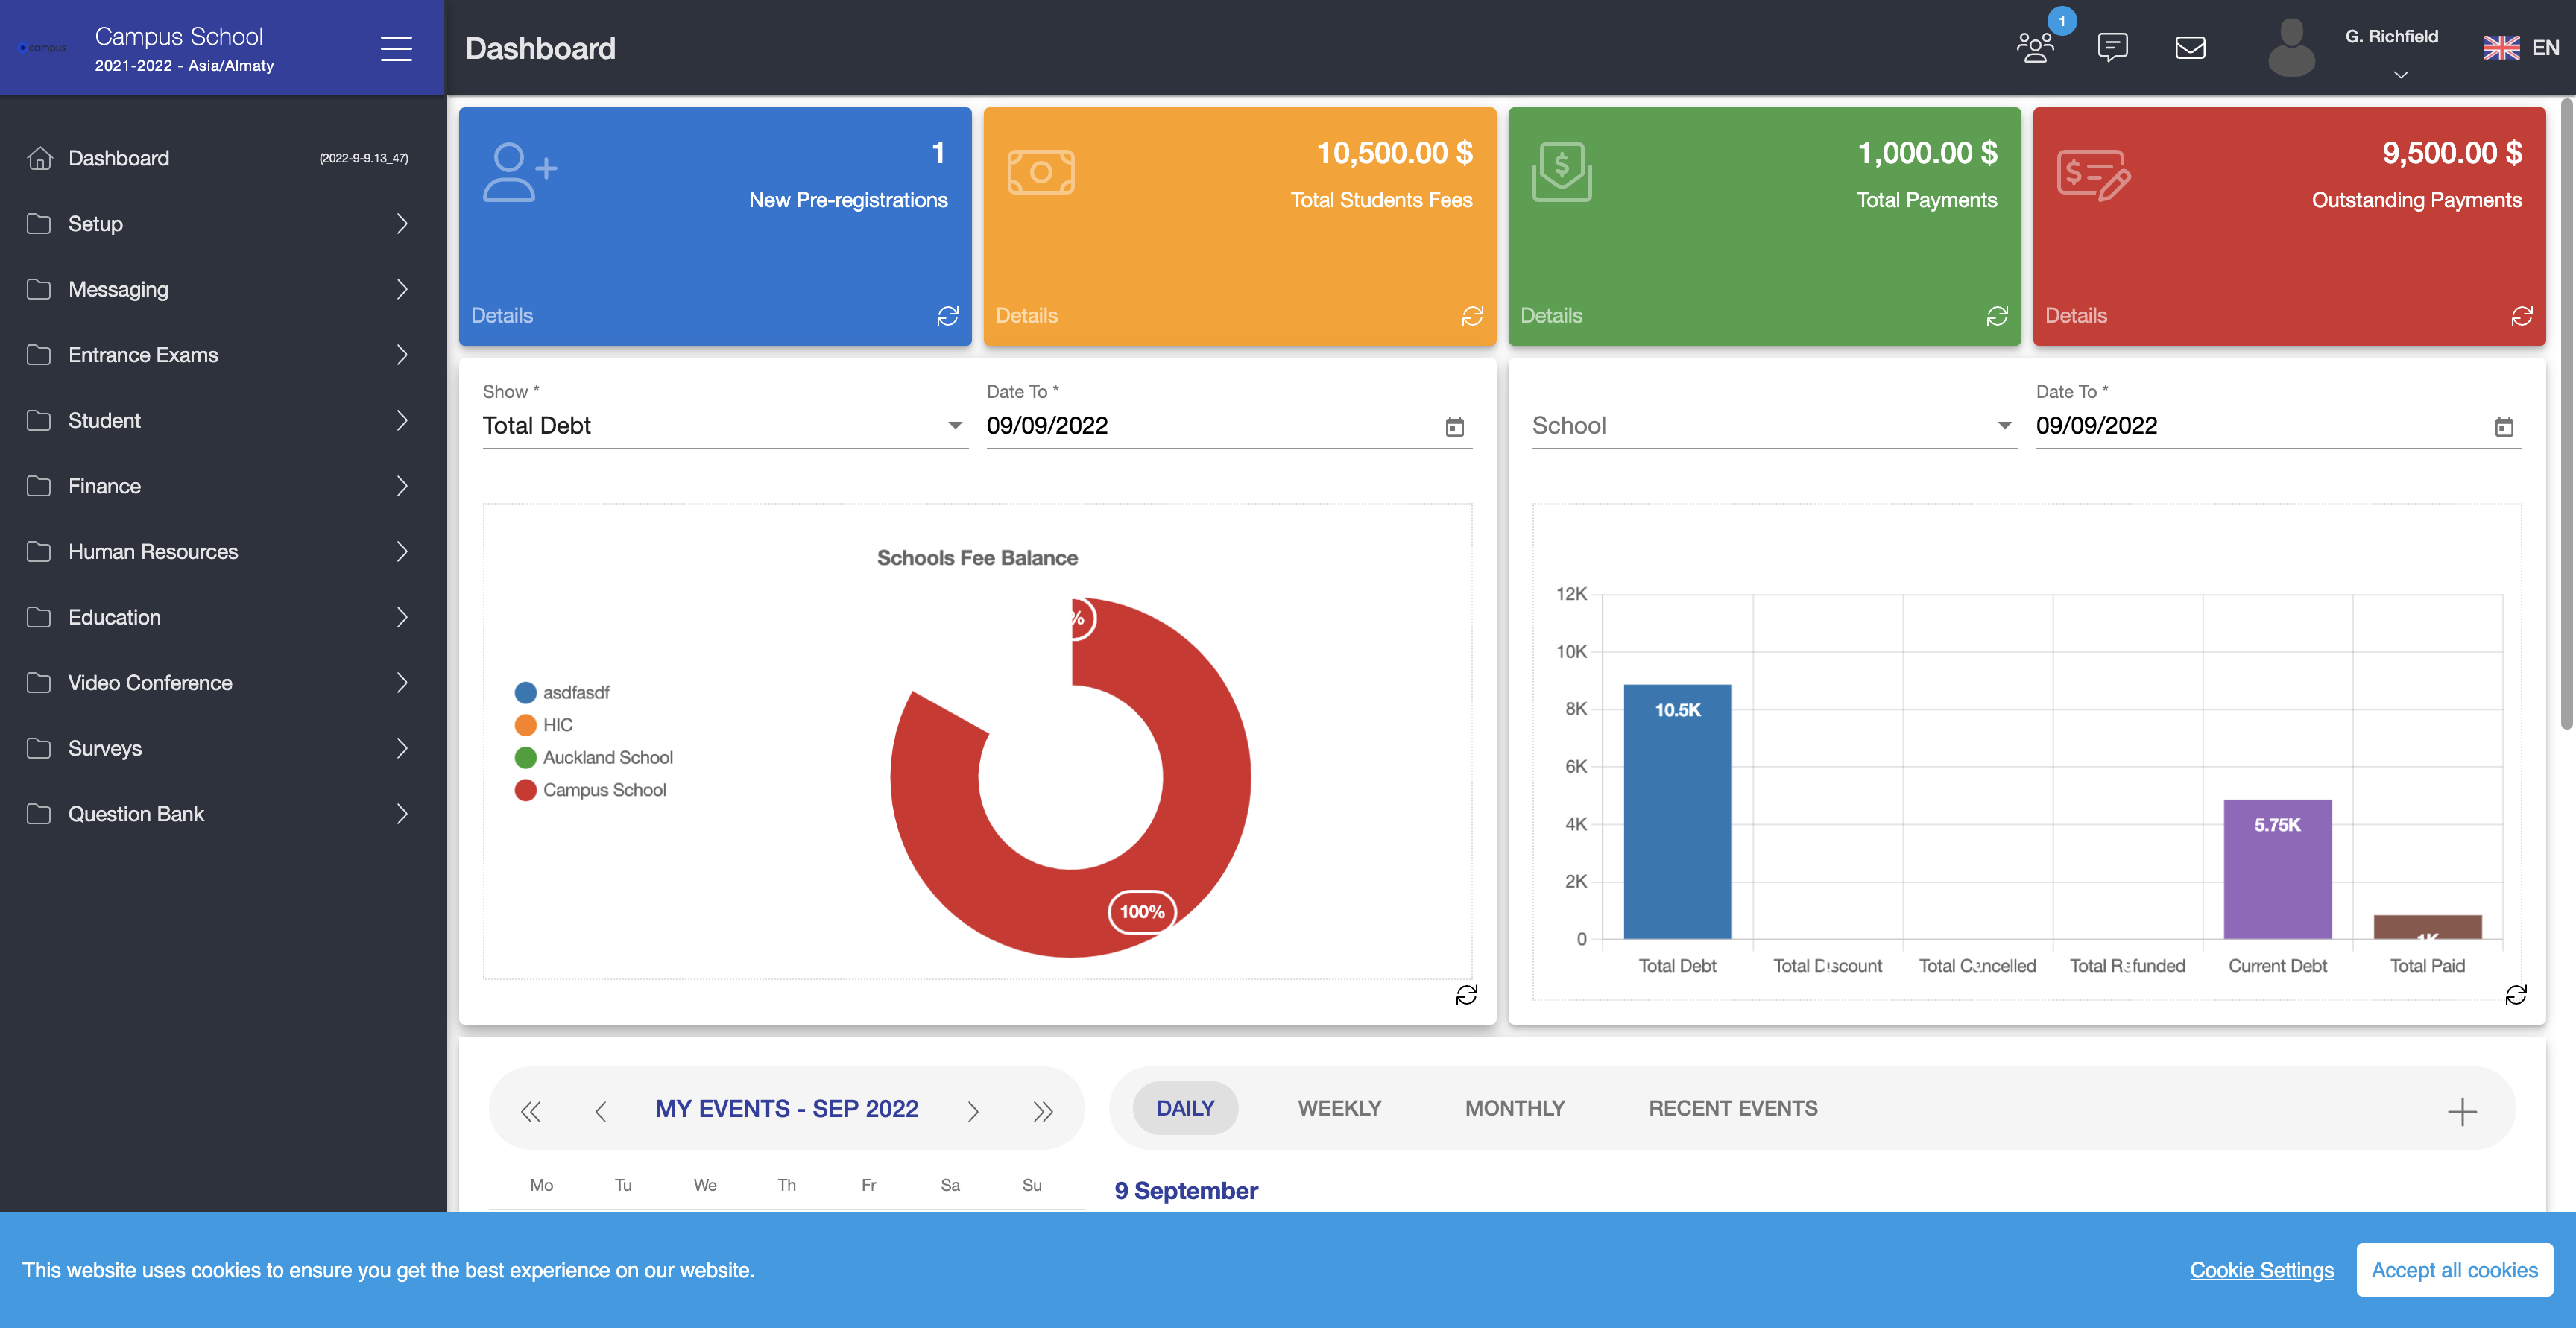 campus
Campus School
2021-2022 - Asia/Almaty
Dashboard
1
G. Richfield
EN
Dashboard
(2022-9-9.13_47)
Setup
Messaging
Entrance Exams
Student
Finance
Human Resources
Education
Video Conference
Surveys
Question Bank
1
New Pre-registrations
Details
10,500.00 $
Total Students Fees
Details
1,000.00 $
Total Payments
Details
9,500.00 $
Outstanding Payments
Details
Show *
Total Debt
Date To *
09/09/2022
Schools Fee Balance
asdfasdf
HIC
Auckland School
Campus School
%
100%
School
Date To *
09/09/2022
12K
10K
8K
6K
4K
2K
0
10.5K
5.75K
1K
Total Debt
Total Discount
Total Cancelled
Total Refunded
Current Debt
Total Paid
MY EVENTS - SEP 2022
Mo Tu We Th Fr Sa Su
DAILY WEEKLY MONTHLY RECENT EVENTS
9 September
This website uses cookies to ensure you get the best experience on our website.
Cookie Settings
Accept all cookies